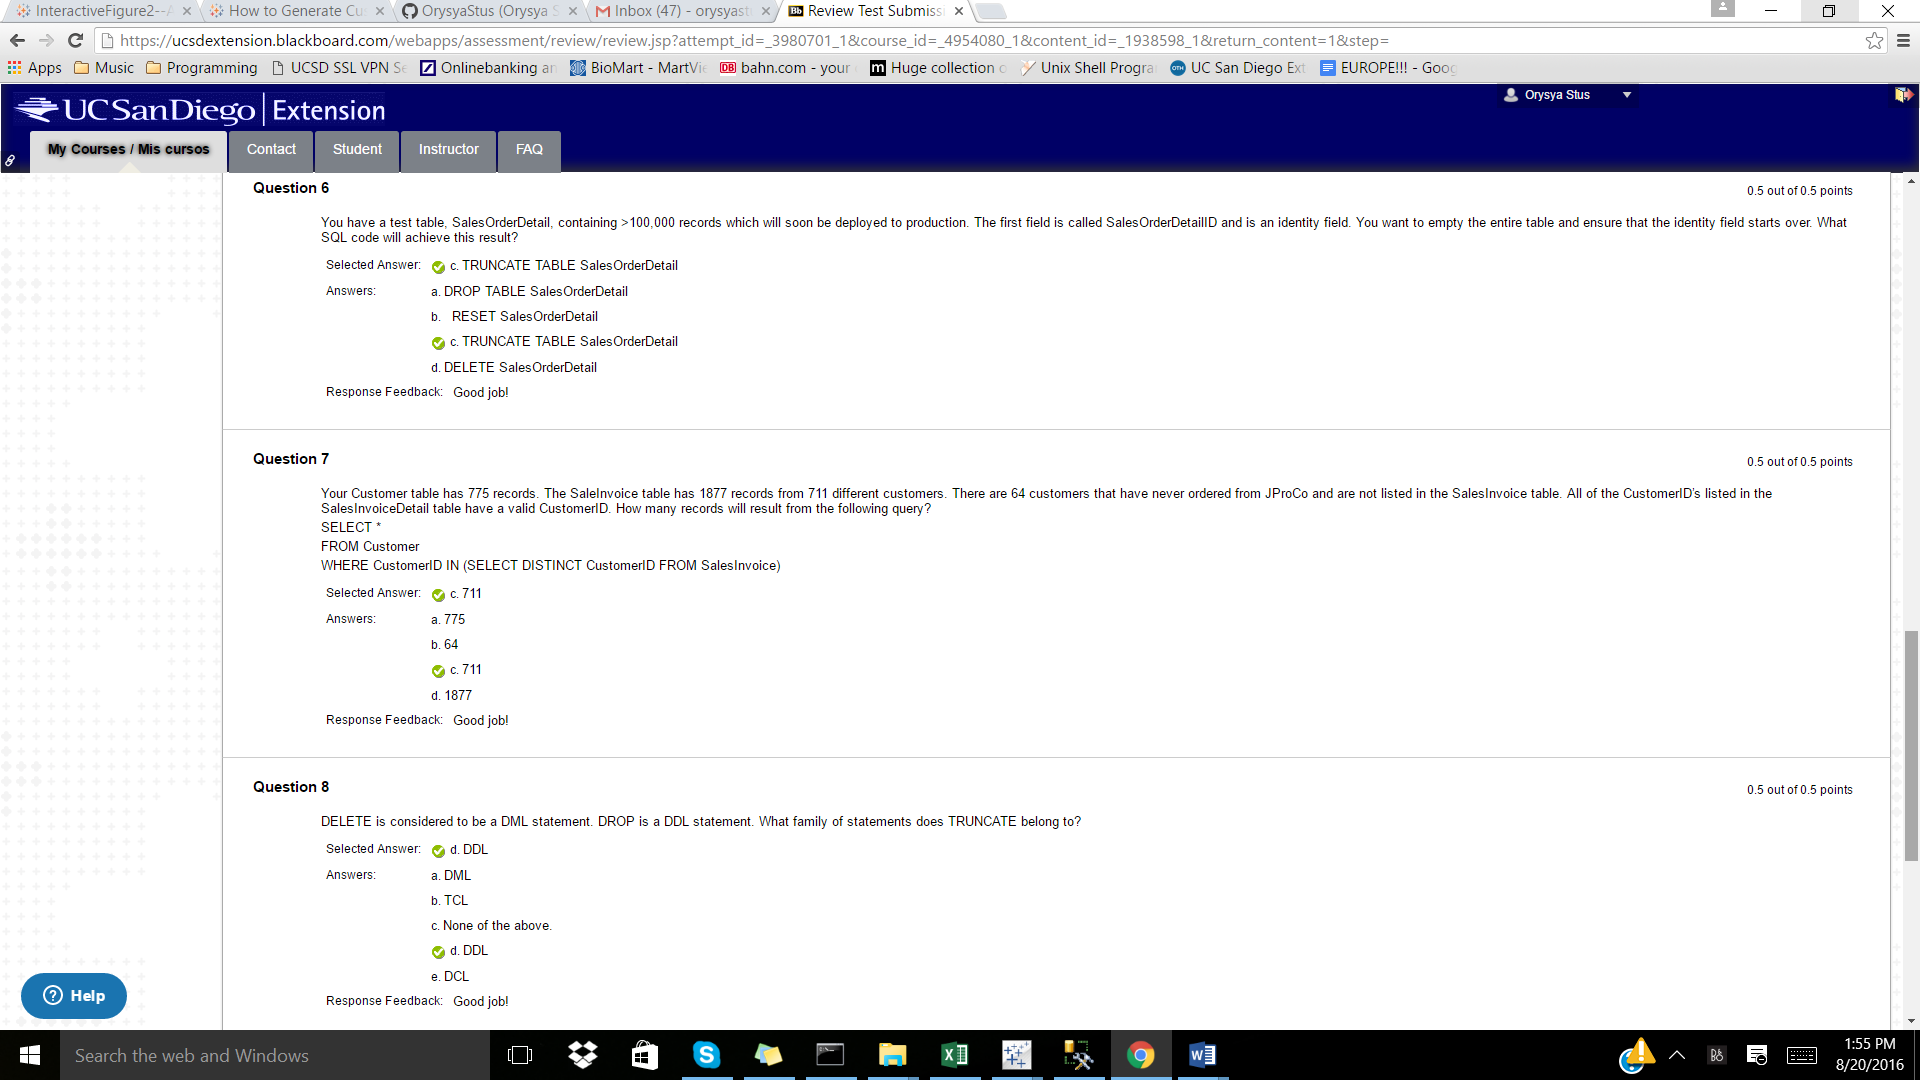 InteractiveFigure2--A
How to Generate Cus
OrysyaStus (Orysya S
Inbox (47) - orysyast
Bb Review Test Submiss
https://ucsdextension.blackboard.com/webapps/assessment/review/review.jsp?attempt_id=_3980701_1&course_id=_4954080_1&content_id=_1938598_1&return_content=1&step=
Apps Music Programming UCSD SSL VPN Se Onlinebanking an BioMart - MartVie DB bahn.com - your m Huge collection o Unix Shell Progra OTH UC San Diego Ext EUROPE!!! - Goog
UC San Diego Extension
Orysya Stus
My Courses / Mis cursos Contact Student Instructor FAQ
Question 6
0.5 out of 0.5 points
You have a test table, SalesOrderDetail, containing >100,000 records which will soon be deployed to production. The first field is called SalesOrderDetailID and is an identity field. You want to empty the entire table and ensure that the identity field starts over. What
SQL code will achieve this result?
Selected Answer: c. TRUNCATE TABLE SalesOrderDetail
Answers: a. DROP TABLE SalesOrderDetail
b. RESET SalesOrderDetail
c. TRUNCATE TABLE SalesOrderDetail
d. DELETE SalesOrderDetail
Response Feedback: Good job!
Question 7
0.5 out of 0.5 points
Your Customer table has 775 records. The SaleInvoice table has 1877 records from 711 different customers. There are 64 customers that have never ordered from JProCo and are not listed in the SalesInvoice table. All of the CustomerID's listed in the
SalesInvoiceDetail table have a valid CustomerID. How many records will result from the following query?
SELECT *
FROM Customer
WHERE CustomerID IN (SELECT DISTINCT CustomerID FROM SalesInvoice)
Selected Answer: c. 711
Answers: a. 775
b. 64
c. 711
d. 1877
Response Feedback: Good job!
Question 8
0.5 out of 0.5 points
DELETE is considered to be a DML statement. DROP is a DDL statement. What family of statements does TRUNCATE belong to?
Selected Answer: d. DDL
Answers: a. DML
b. TCL
c. None of the above.
d. DDL
e. DCL
Response Feedback: Good job!
? Help
Search the web and Windows
1:55 PM
8/20/2016